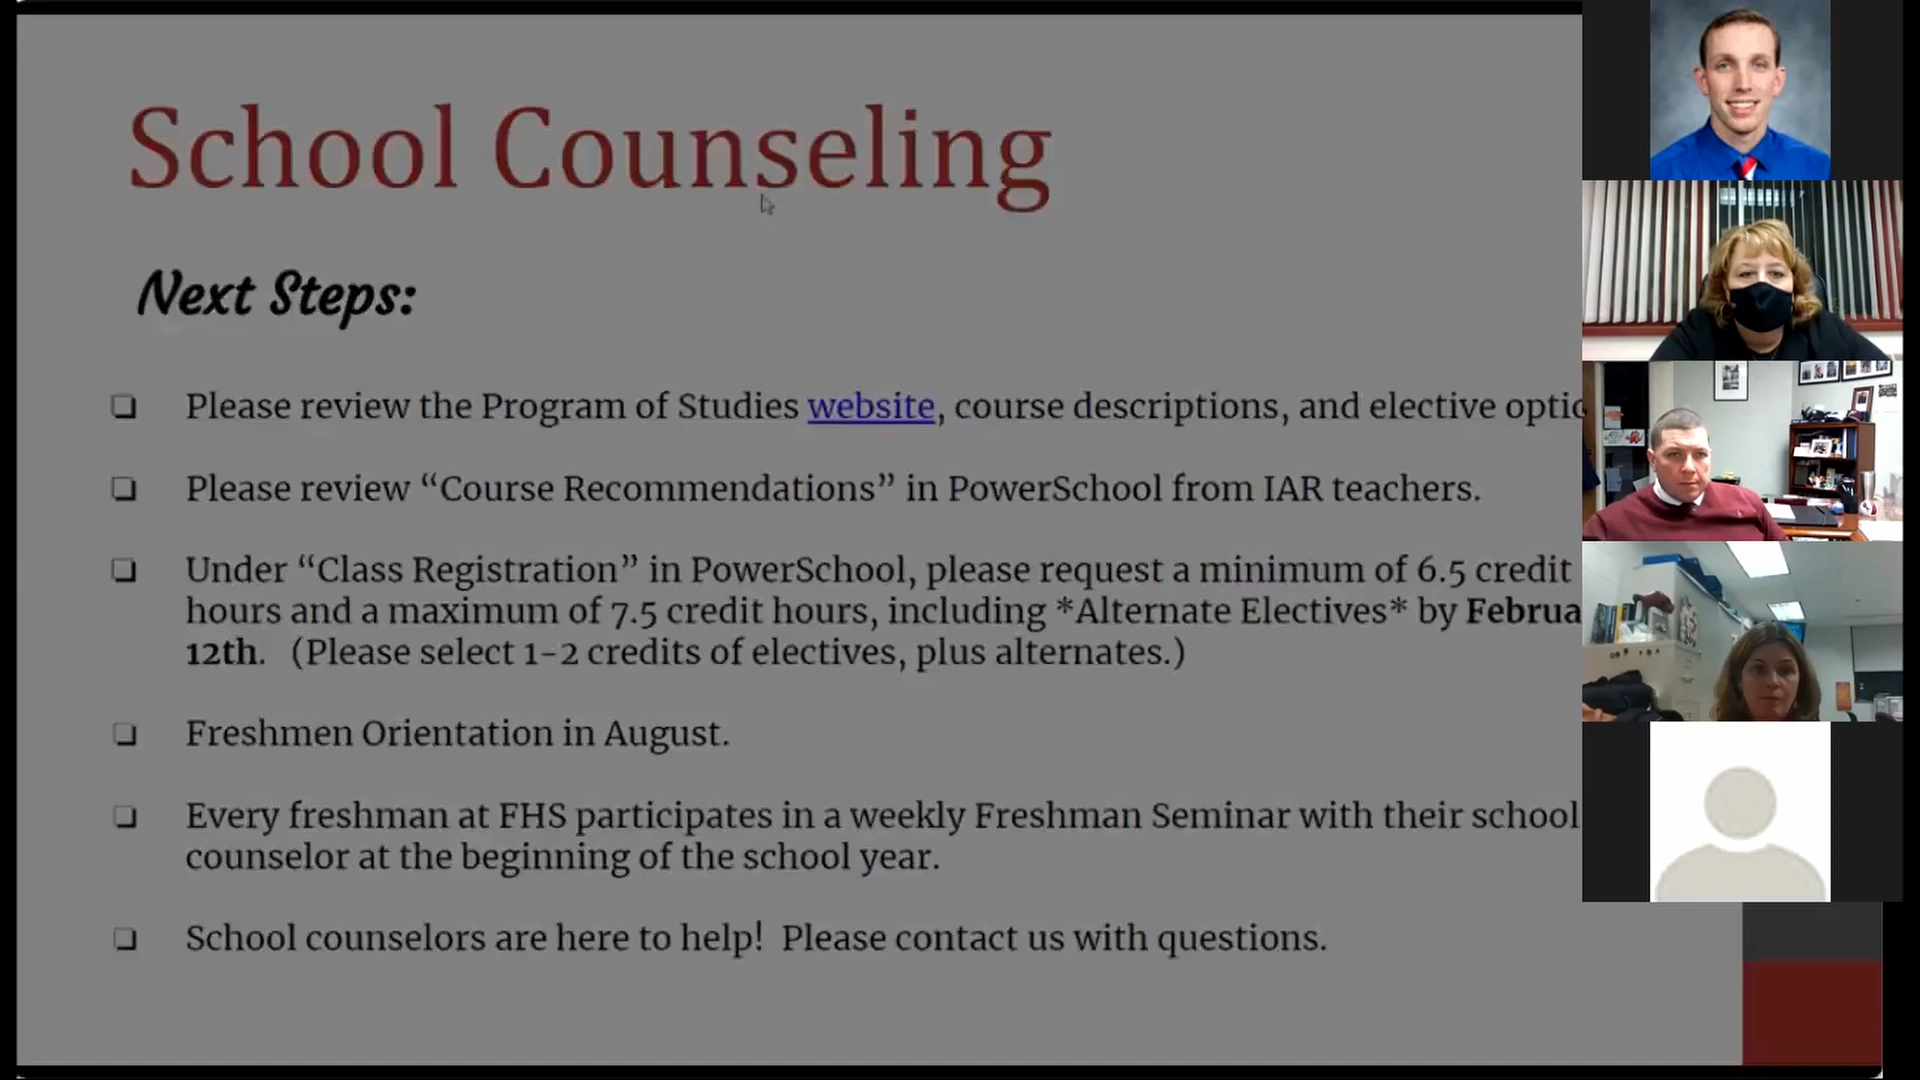 School Counseling
Next Steps:
❏ Please review the Program of Studies website, course descriptions, and elective optio
❏ Please review “Course Recommendations” in PowerSchool from IAR teachers.
❏ Under “Class Registration” in PowerSchool, please request a minimum of 6.5 credit
hours and a maximum of 7.5 credit hours, including *Alternate Electives* by Februa
12th. (Please select 1-2 credits of electives, plus alternates.)
❏ Freshmen Orientation in August.
❏ Every freshman at FHS participates in a weekly Freshman Seminar with their school
counselor at the beginning of the school year.
❏ School counselors are here to help! Please contact us with questions.